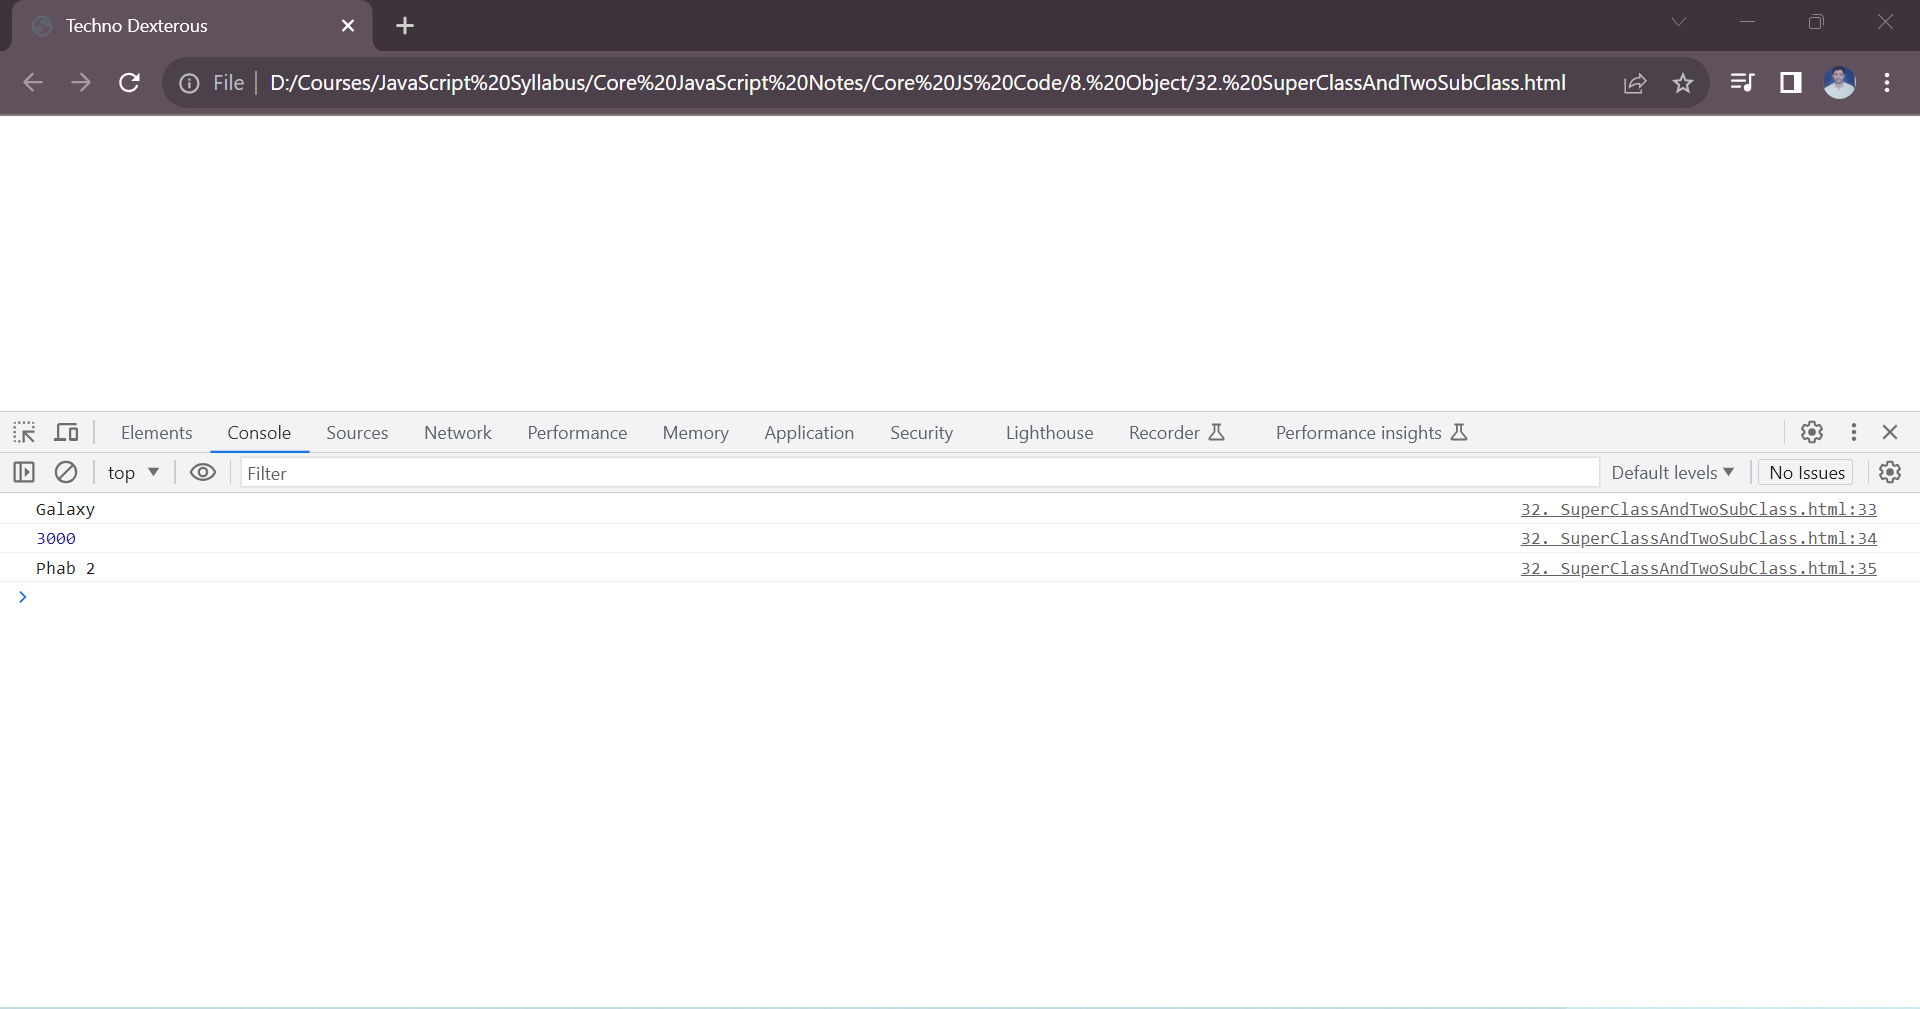 Techno Dexterous
File D:/Courses/JavaScript%20Syllabus/Core%20JavaScript%20Notes/Core%20JS%20Code/8.%20Object/32.%20SuperClassAndTwoSubClass.html
Elements Console Sources Network Performance Memory Application Security Lighthouse Recorder Performance insights
top Filter Default levels No Issues
Galaxy 32. SuperClassAndTwoSubClass.html:33
3000 32. SuperClassAndTwoSubClass.html:34
Phab 2 32. SuperClassAndTwoSubClass.html:35